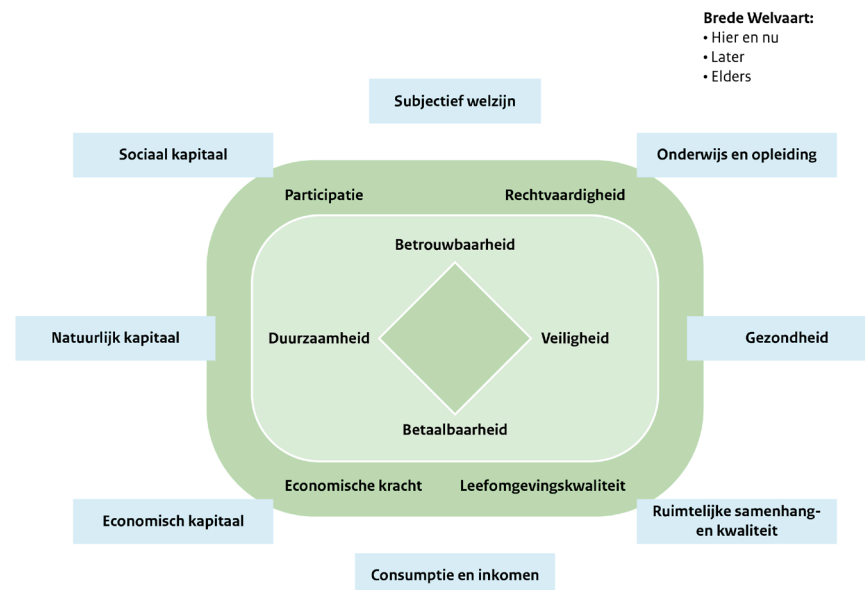 Brede Welvaart:
• Hier en nu
• Later
• Elders
Subjectief welzijn
Sociaal kapitaal
Onderwijs en opleiding
Participatie
Rechtvaardigheid
Betrouwbaarheid
Natuurlijk kapitaal
Duurzaamheid
Veiligheid
Gezondheid
Betaalbaarheid
Economische kracht
Leefomgevingskwaliteit
Economisch kapitaal
Ruimtelijke samenhang-
en kwaliteit
Consumptie en inkomen